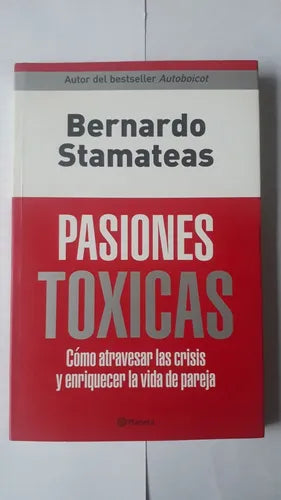 Autor del bestseller Autoboicot
Bernardo
Stamateas
PASIONES
TOXICAS
Cómo atravesar las crisis
y enriquecer la vida de pareja
Planeta